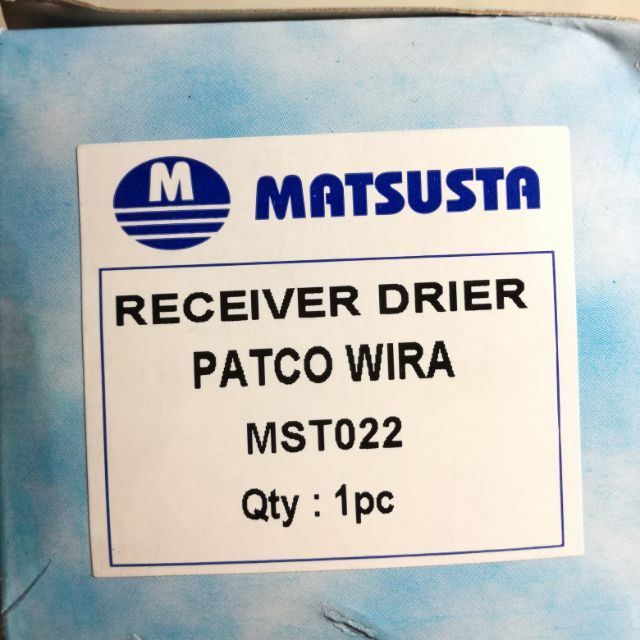 M
MATSUSTA
RECEIVER DRIER
PATCO WIRA
MST022
Qty : 1pc